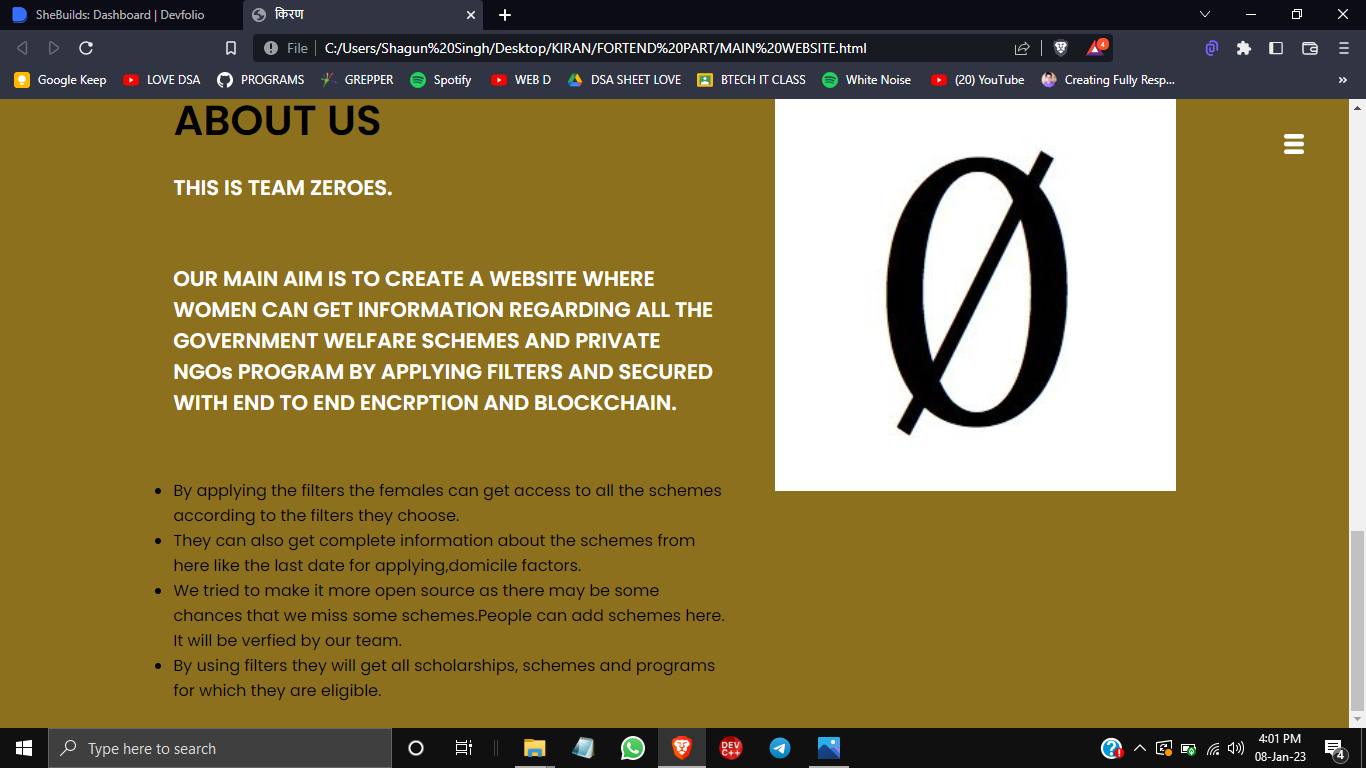 SheBuilds: Dashboard | Devfolio
किरण
File
C:/Users/Shagun%20Singh/Desktop/KIRAN/FORTEND%20PART/MAIN%20WEBSITE.html
4
Google Keep
LOVE DSA
PROGRAMS
GREPPER
Spotify
WEB D
DSA SHEET LOVE
BTECH IT CLASS
White Noise
(20) YouTube
Creating Fully Resp...
»
ABOUT US
THIS IS TEAM ZEROES.
OUR MAIN AIM IS TO CREATE A WEBSITE WHERE
WOMEN CAN GET INFORMATION REGARDING ALL THE
GOVERNMENT WELFARE SCHEMES AND PRIVATE
NGOs PROGRAM BY APPLYING FILTERS AND SECURED
WITH END TO END ENCRPTION AND BLOCKCHAIN.
By applying the filters the females can get access to all the schemes
according to the filters they choose.
They can also get complete information about the schemes from
here like the last date for applying,domicile factors.
We tried to make it more open source as there may be some
chances that we miss some schemes.People can add schemes here.
It will be verfied by our team.
By using filters they will get all scholarships, schemes and programs
for which they are eligible.
Ø
Type here to search
DEV
C++
4:01 PM
08-Jan-23
4